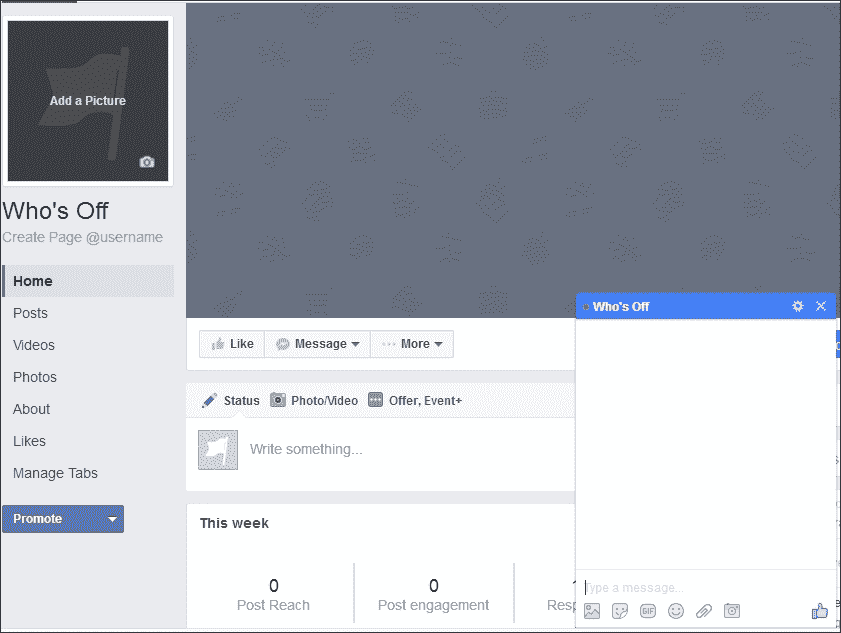 Add a Picture
Who's Off
Create Page @username
Home
Posts
Videos
Photos
About
Likes
Manage Tabs
Promote
Like
Message
More
Status
Photo/Video
Offer, Event+
Write something...
This week
0
Post Reach
0
Post engagement
Who's Off
Type a message...
GIF